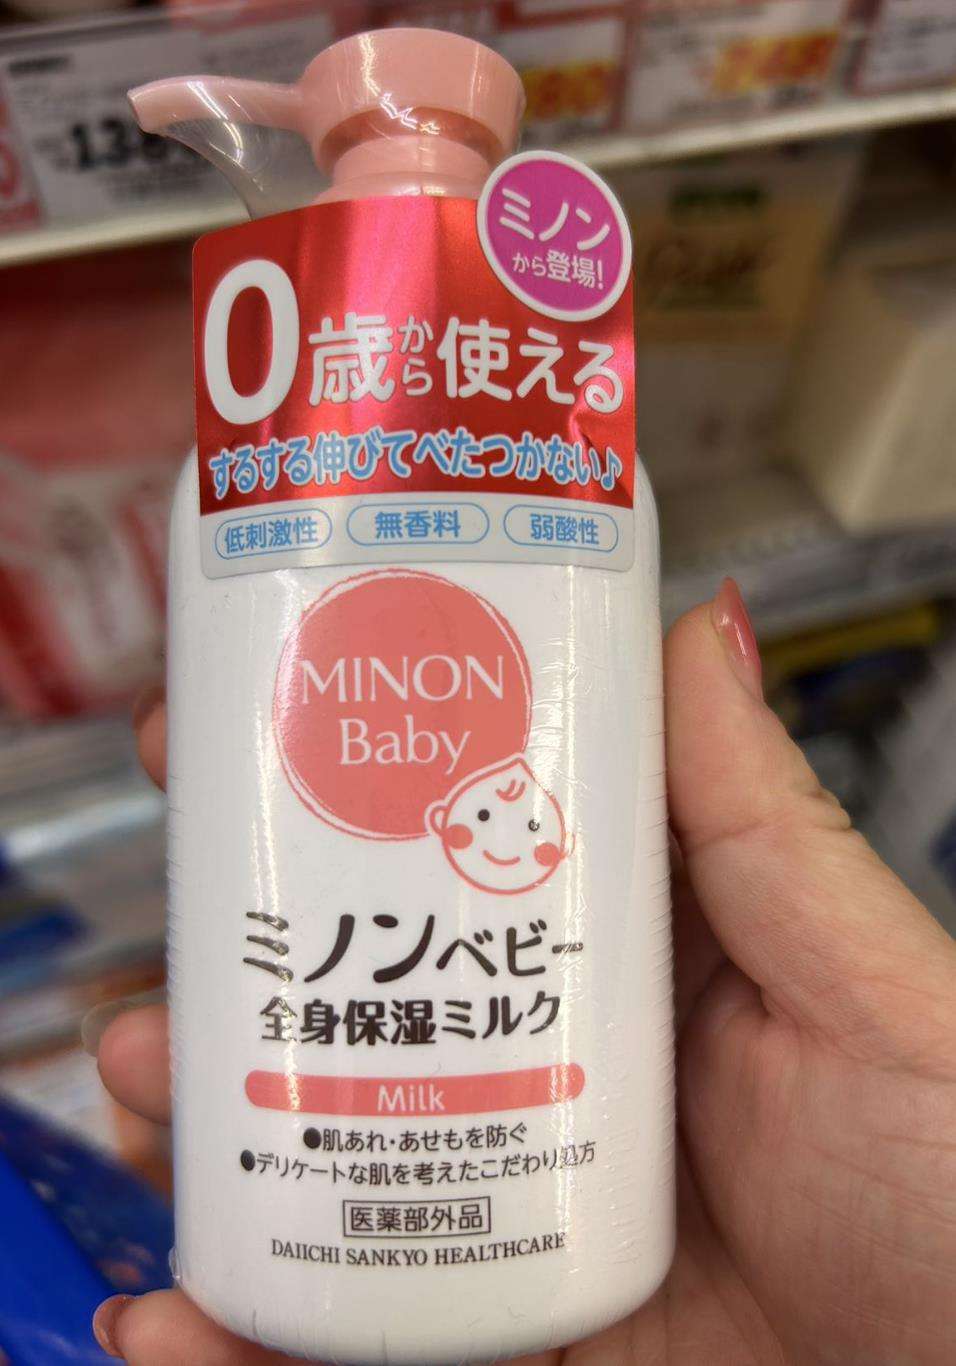 ミノン
から登場!
0歳から使える
するする伸びてべたつかない♪
低刺激性 無香料 弱酸性
MINON
Baby
ミノンベビー
全身保湿ミルク
Milk
●肌あれ・あせもを防ぐ
●デリケートな肌を考えたこだわり処方
医薬部外品
DAIICHI SANKYO HEALTHCARE